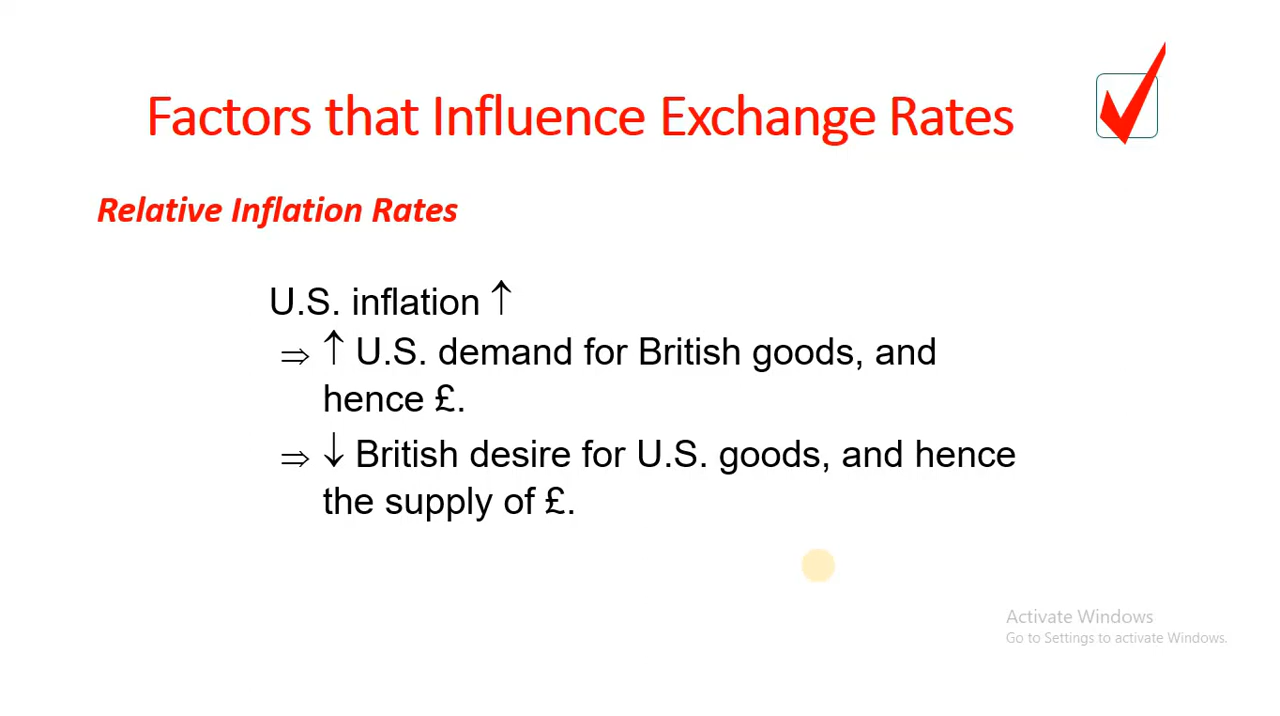 Factors that Influence Exchange Rates
Relative Inflation Rates
U.S. inflation ↑
⇒ ↑ U.S. demand for British goods, and
hence £.
⇒ ↓ British desire for U.S. goods, and hence
the supply of £.
Activate Windows
Go to Settings to activate Windows.